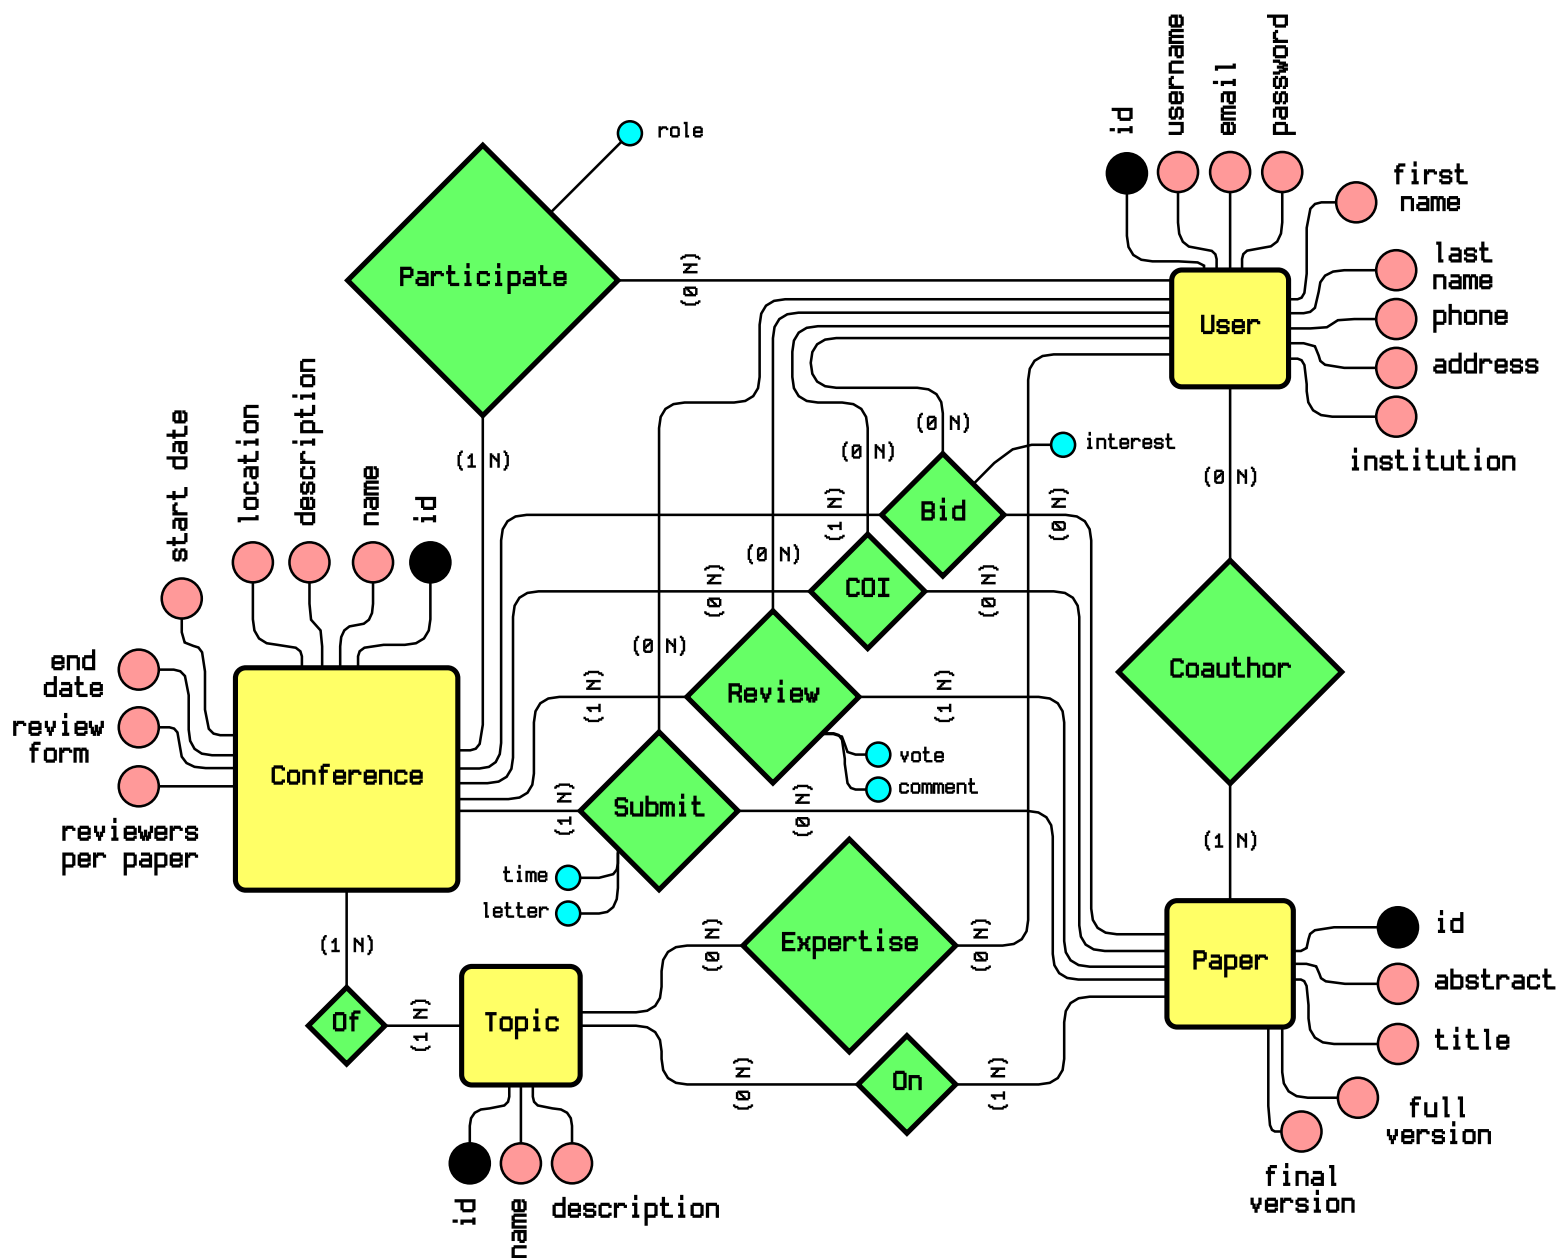 id
username
email
password
role
first
name
last
name
phone
address
institution
User
Participate
(0 N)
(1 N)
(0 N)
(0 N)
(0 N)
interest
Bid
(1 N)
(0 N)
start date
location
description
name
id
(0 N)
COI
(0 N)
(0 N)
(0 N)
Coauthor
end
date
review
form
reviewers
per paper
Conference
(1 N)
Review
(1 N)
vote
comment
(0 N)
(1 N)
Submit
(0 N)
time
letter
(1 N)
Expertise
(0 N)
(0 N)
Paper
id
abstract
title
full
version
final
version
(1 N)
Of
(1 N)
Topic
(0 N)
On
(1 N)
id
name
description